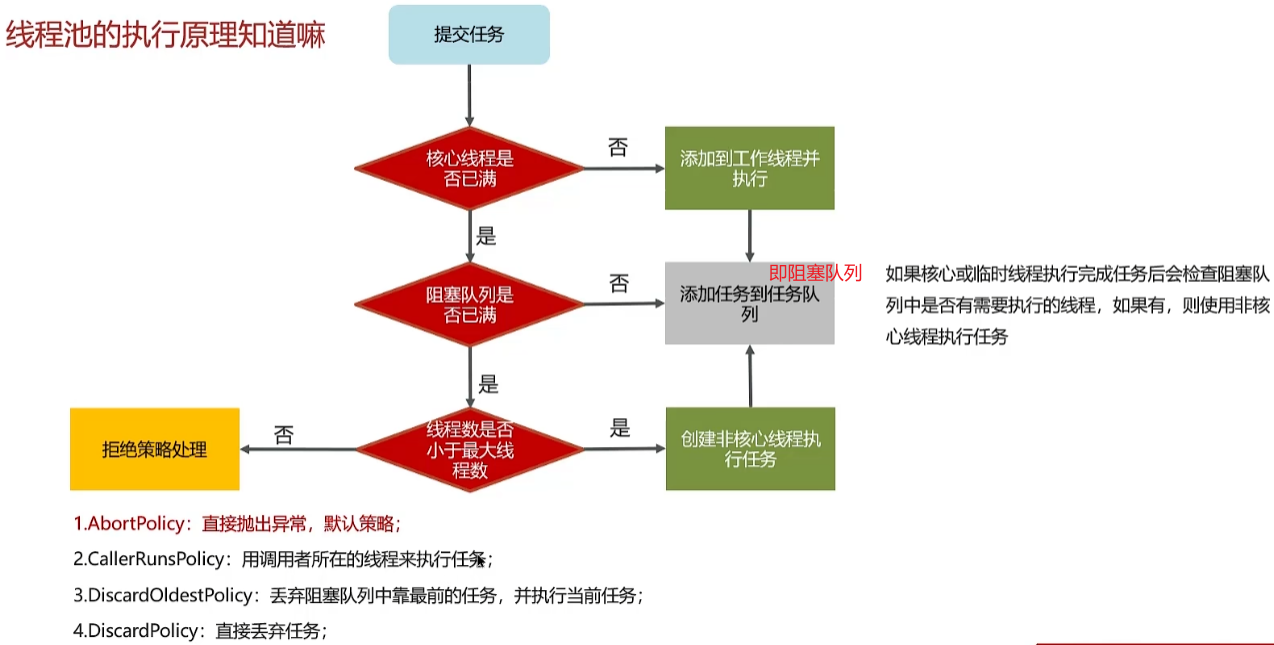 线程池的执行原理知道嘛
提交任务
核心线程是
否已满
否
添加到工作线程并
执行
是
阻塞队列是
否已满
否
即阻塞队列
添加任务到任务队
列
如果核心或临时线程执行完成任务后会检查阻塞队
列中是否有需要执行的线程，如果有，则使用非核
心线程执行任务
是
线程数是否
小于最大线
程数
是
创建非核心线程执
行任务
否
拒绝策略处理
1.AbortPolicy：直接抛出异常，默认策略；
2.CallerRunsPolicy：用调用者所在的线程来执行任务；
3.DiscardOldestPolicy：丢弃阻塞队列中靠最前的任务，并执行当前任务；
4.DiscardPolicy：直接丢弃任务；